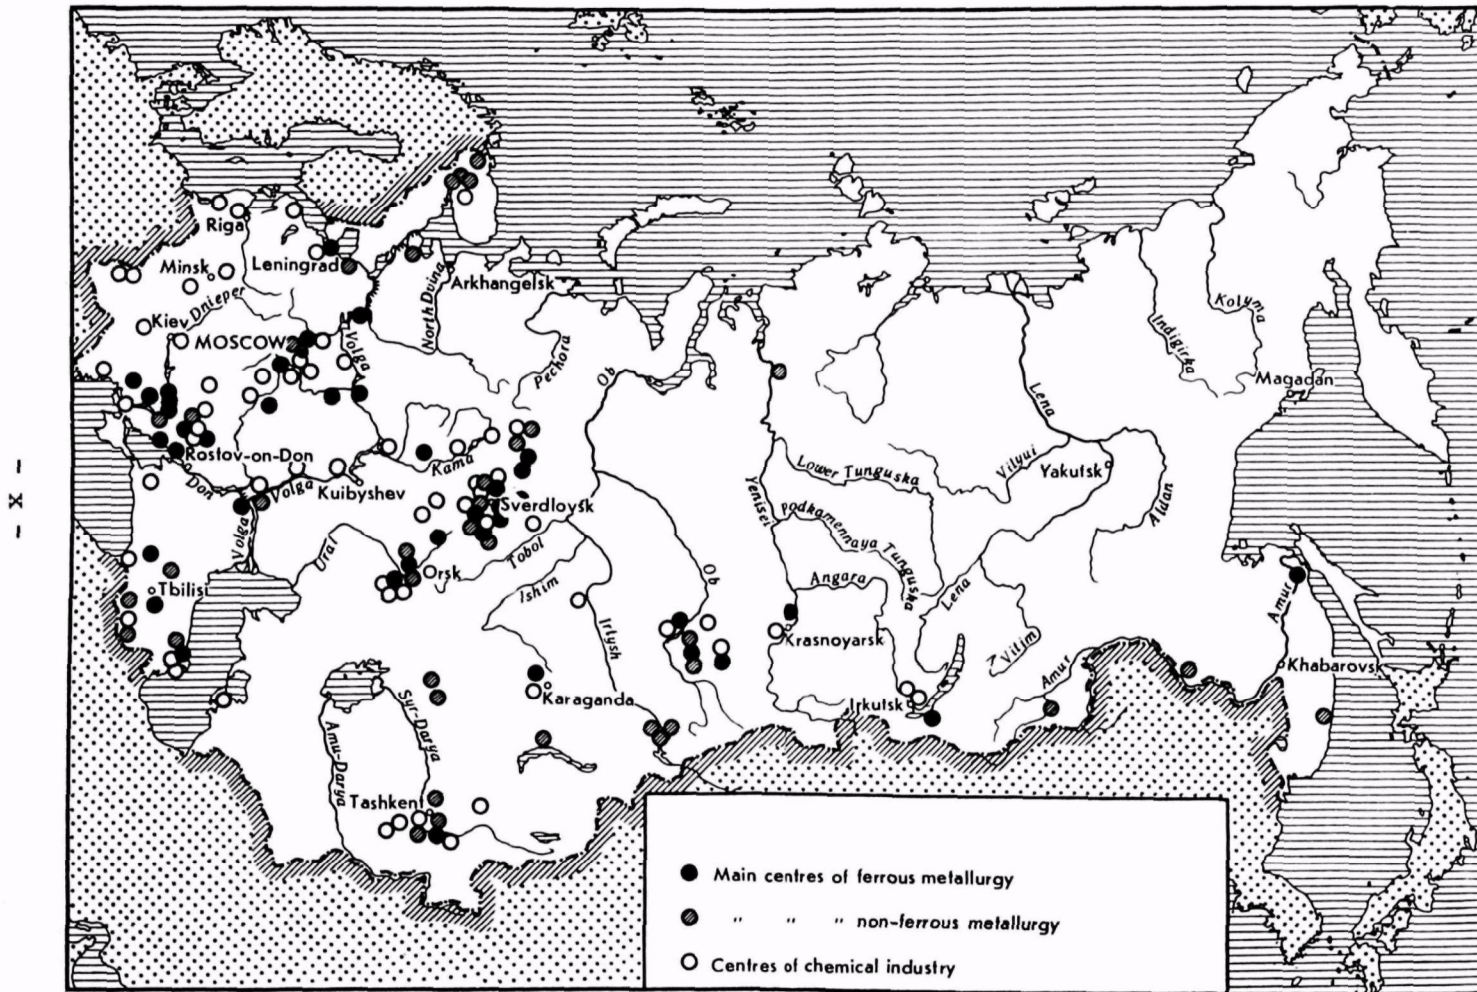 - x -
Riga
Minsk
Leningrad
Arkhangelsk
North Duina
Dnieper
Kiev
MOSCOW
Volga
Pechora
Ob
Kolyma
Indigirka
Magadan
Lena
Vilyui
Yakutsk
Aldan
Lower Tunguska
Yenisei
Podkamennaya Tunguska
Angara
Lena
Rostov-on-Don
Don
Volga
Kuibyshev
Kama
Sverdlovsk
Volga
Ural
Orsk
Tobol
Ishim
Irtysh
Ob
Tbilisi
Krasnoyarsk
Vilim
Amur
Amur
Khabarovsk
Irkutsk
Karaganda
Syr-Darya
Amu-Darya
Tashkent
Main centres of ferrous metallurgy
" " " non-ferrous metallurgy
Centres of chemical industry